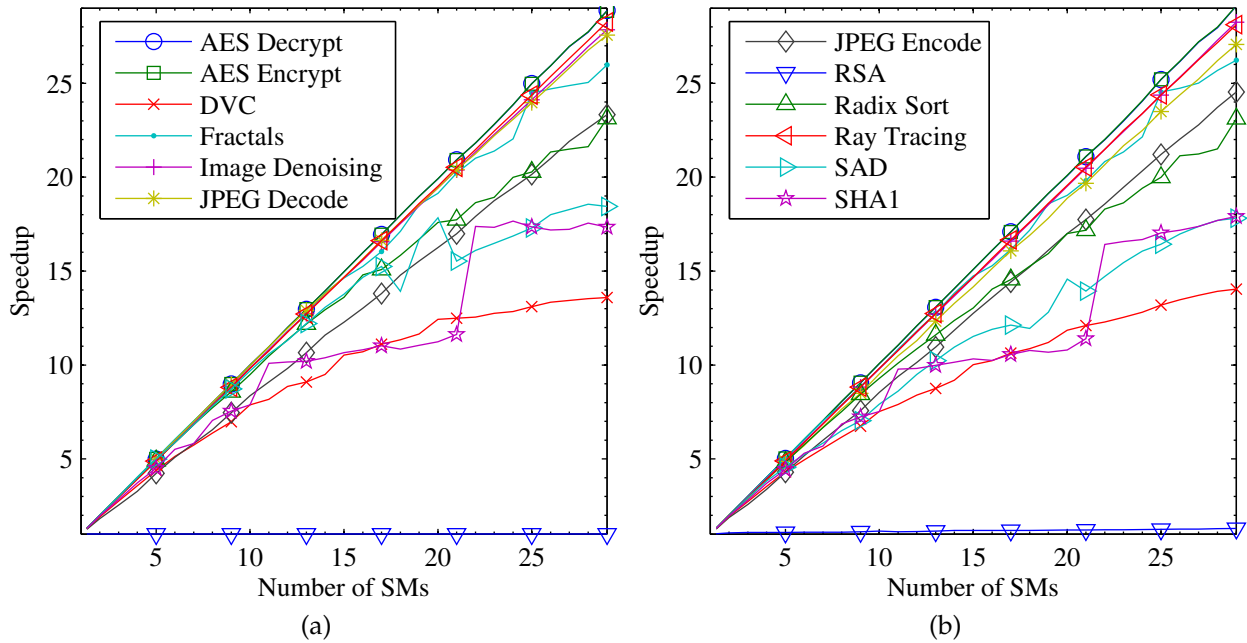 25
20
15
10
5
Speedup
AES Decrypt
AES Encrypt
DVC
Fractals
Image Denoising
JPEG Decode
5 10 15 20 25
Number of SMs
(a)
25
20
15
10
5
Speedup
JPEG Encode
RSA
Radix Sort
Ray Tracing
SAD
SHA1
5 10 15 20 25
Number of SMs
(b)